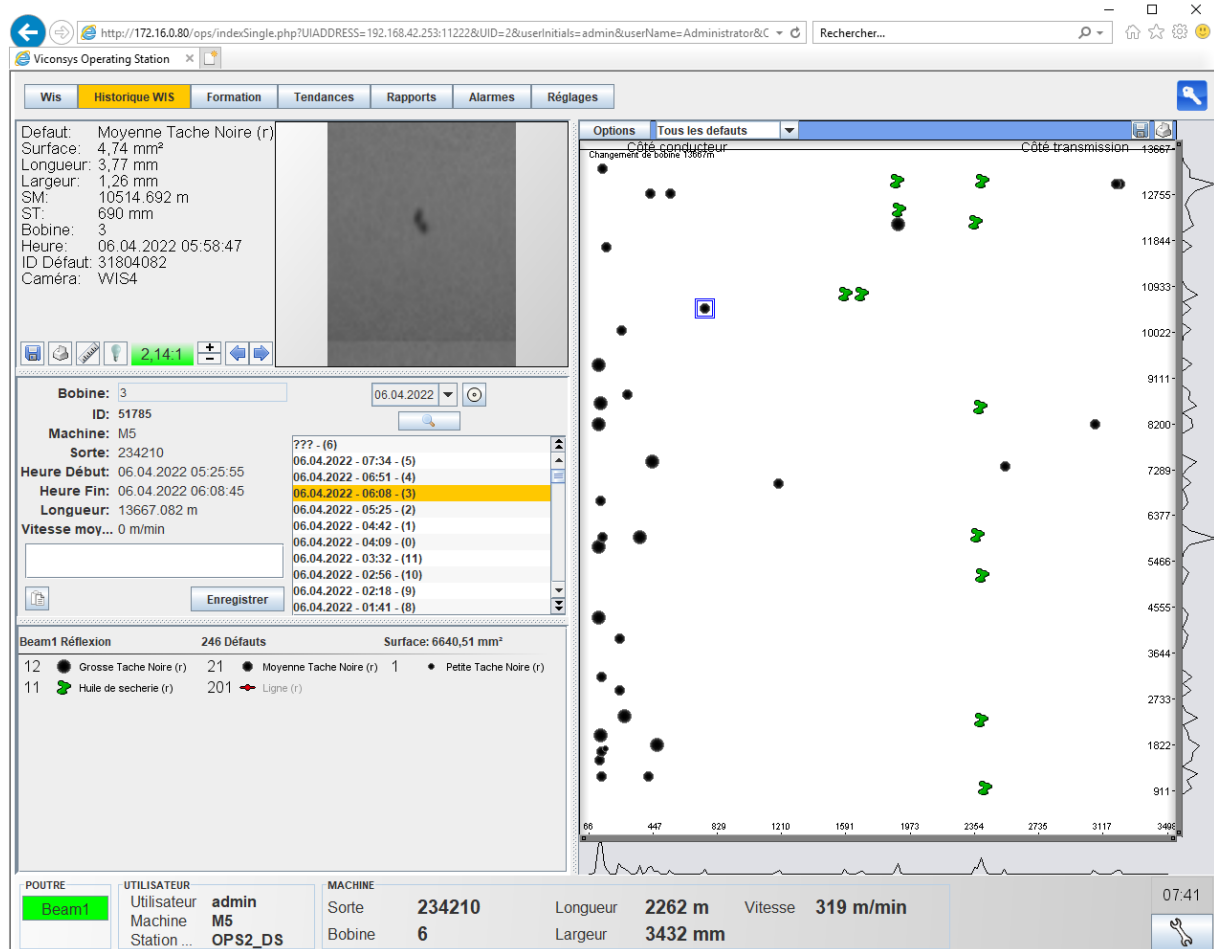 http://172.16.0.80/ops/indexSingle.php?UIADDRESS=192.168.42.253:11222&UID=2&userInitials=admin&userName=Administrator&C
Rechercher...
Viconsys Operating Station
Wis Historique WIS Formation Tendances Rapports Alarmes Réglages
Defaut: Moyenne Tache Noire (r)
Surface: 4,74 mm²
Longueur: 3,77 mm
Largeur: 1,26 mm
SM: 10514.692 m
ST: 690 mm
Bobine: 3
Heure: 06.04.2022 05:58:47
ID Défaut: 31804082
Caméra: WIS4
2,14:1
Bobine: 3
ID: 51785
Machine: M5
Sorte: 234210
Heure Début: 06.04.2022 05:25:55
Heure Fin: 06.04.2022 06:08:45
Longueur: 13667.082 m
Vitesse moy... 0 m/min
Enregistrer
06.04.2022
??? - (6)
06.04.2022 - 07:34 - (5)
06.04.2022 - 06:51 - (4)
06.04.2022 - 06:08 - (3)
06.04.2022 - 05:25 - (2)
06.04.2022 - 04:42 - (1)
06.04.2022 - 04:09 - (0)
06.04.2022 - 03:32 - (11)
06.04.2022 - 02:56 - (10)
06.04.2022 - 02:18 - (9)
06.04.2022 - 01:41 - (8)
Beam1 Réflexion 246 Défauts Surface: 6640,51 mm²
12 Grosse Tache Noire (r) 21 Moyenne Tache Noire (r) 1 Petite Tache Noire (r)
11 Huile de secherie (r) 201 Ligne (r)
Options Tous les defauts
Côté conducteur Côté transmission
Changement de bobine 13667m
13667
12755
11844
10933
10022
9111
8200
7289
6377
5466
4555
3644
2733
1822
911
66 447 829 1210 1591 1973 2354 2735 3117 3498
POUTRE
Beam1
UTILISATEUR
Utilisateur admin
Machine M5
Station ... OPS2_DS
MACHINE
Sorte 234210 Longueur 2262 m Vitesse 319 m/min
Bobine 6 Largeur 3432 mm
07:41